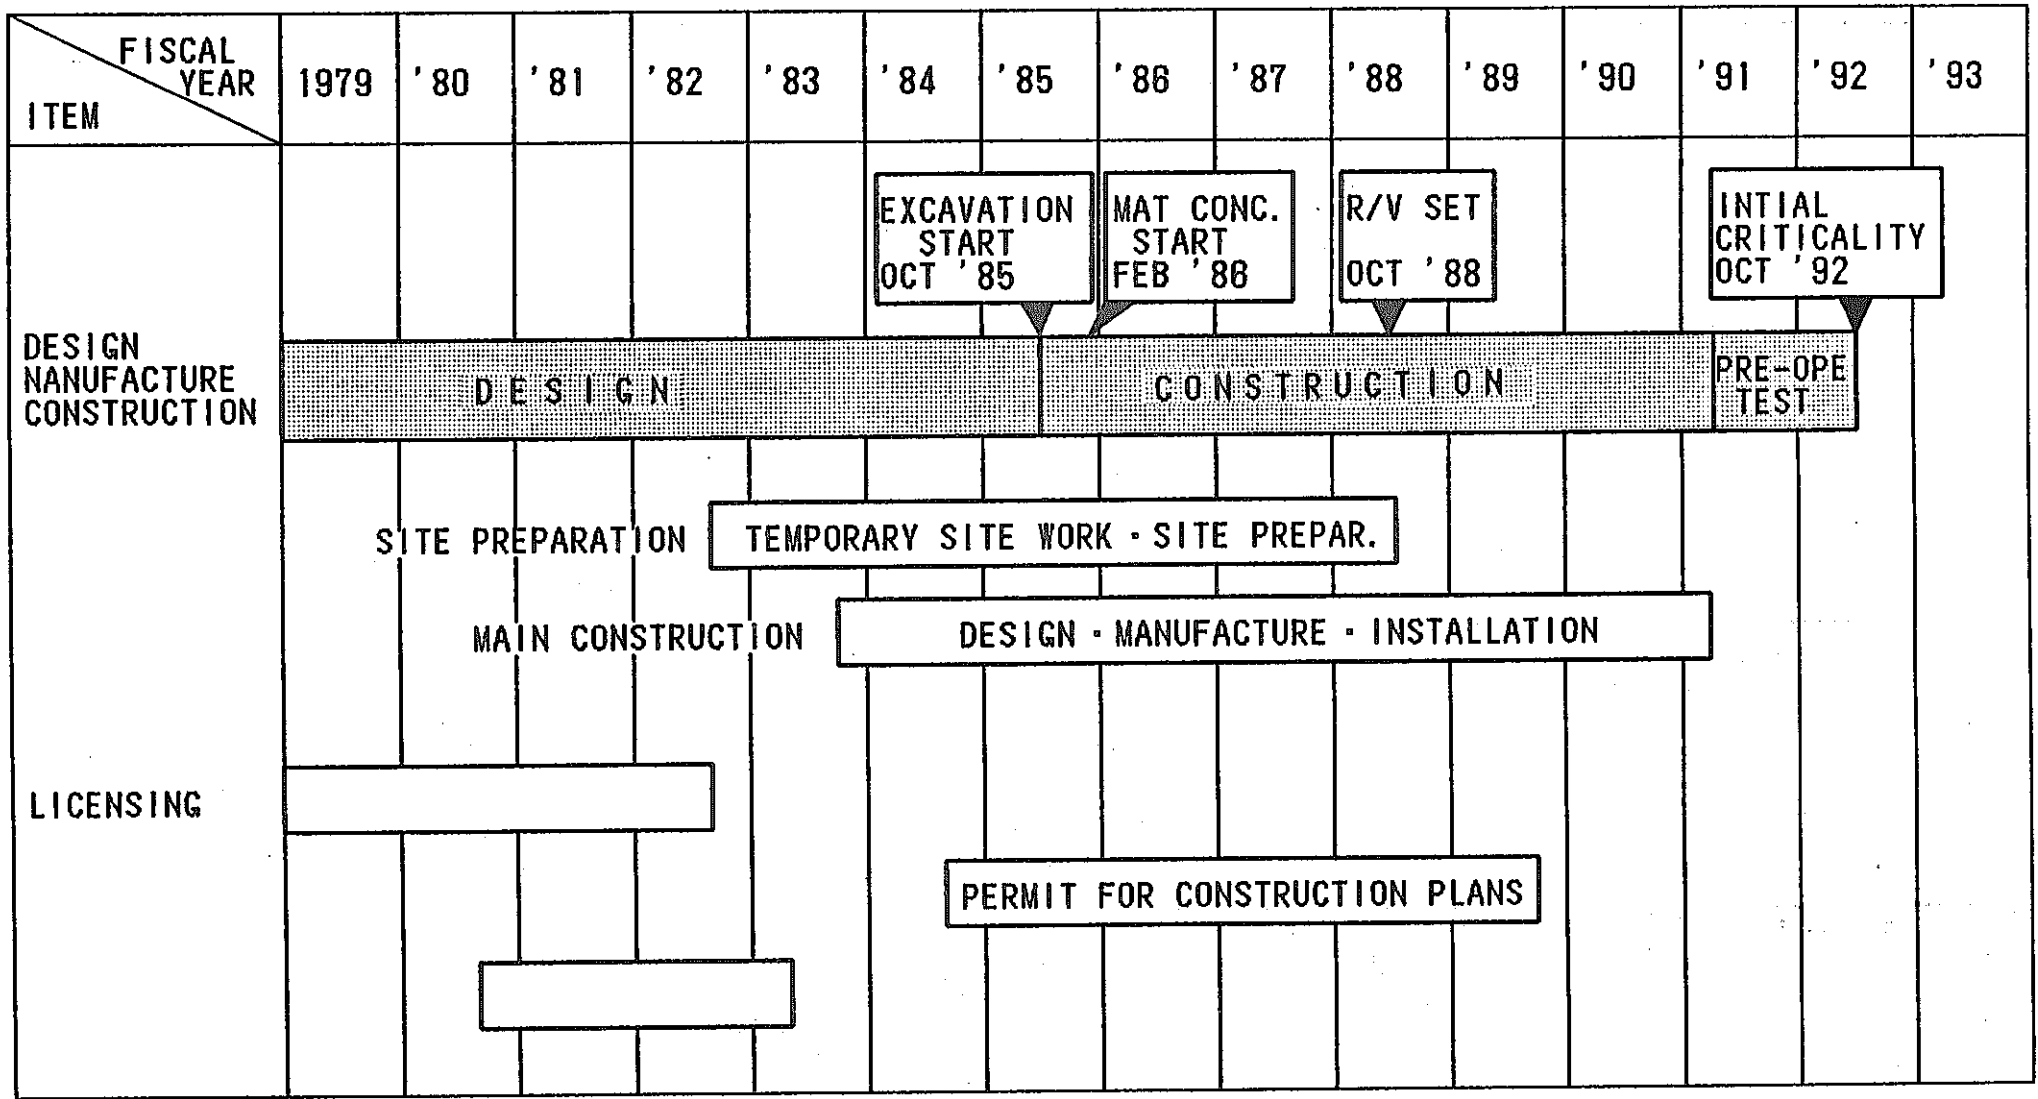 FISCAL
YEAR
ITEM
1979 '80 '81 '82 '83 '84 '85 '86 '87 '88 '89 '90 '91 '92 '93
EXCAVATION
START
OCT '85
MAT CONC.
START
FEB '86
R/V SET
OCT '88
INTIAL
CRITICALITY
OCT '92
DESIGN
NANUFACTURE
CONSTRUCTION
DESIGN
CONSTRUCTION
PRE-OPE
TEST
SITE PREPARATION
TEMPORARY SITE WORK・SITE PREPAR.
MAIN CONSTRUCTION
DESIGN・MANUFACTURE・INSTALLATION
LICENSING
PERMIT FOR CONSTRUCTION PLANS